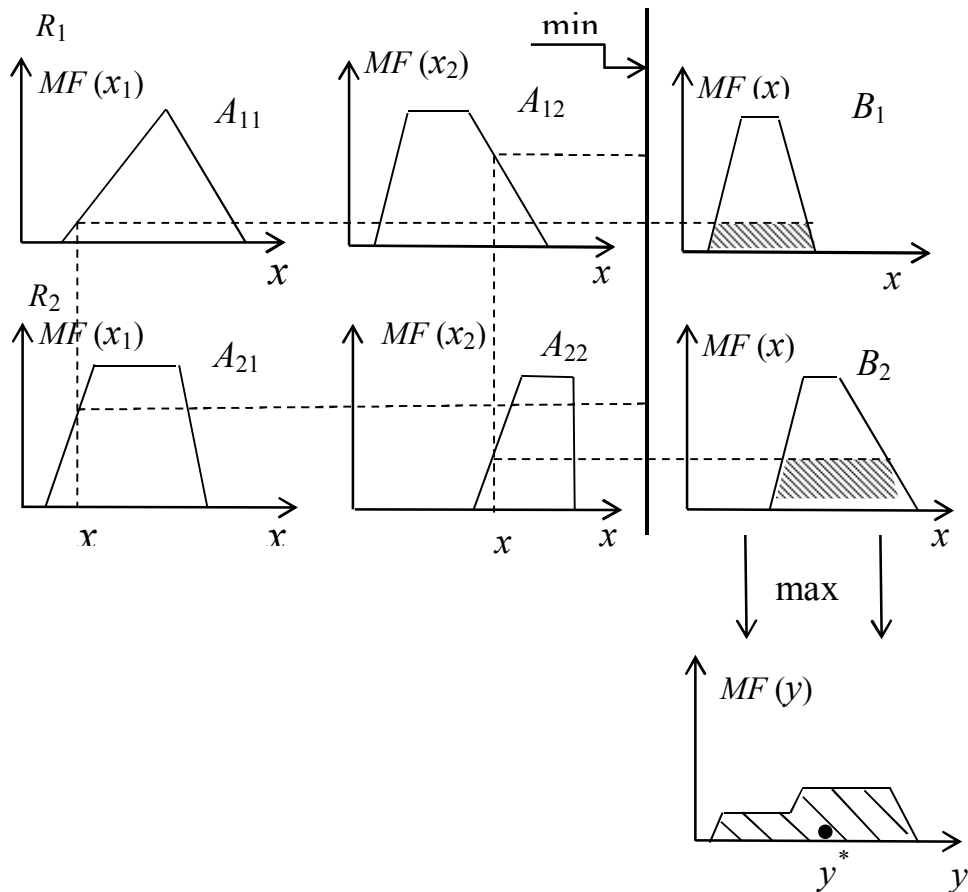 R₁
min
MF (x₁)
A₁₁
MF (x₂)
A₁₂
MF (x)
B₁
x
x
x
R₂
MF (x₁)
A₂₁
MF (x₂)
A₂₂
MF (x)
B₂
x
x
x
x
x
max
MF (y)
y*
y